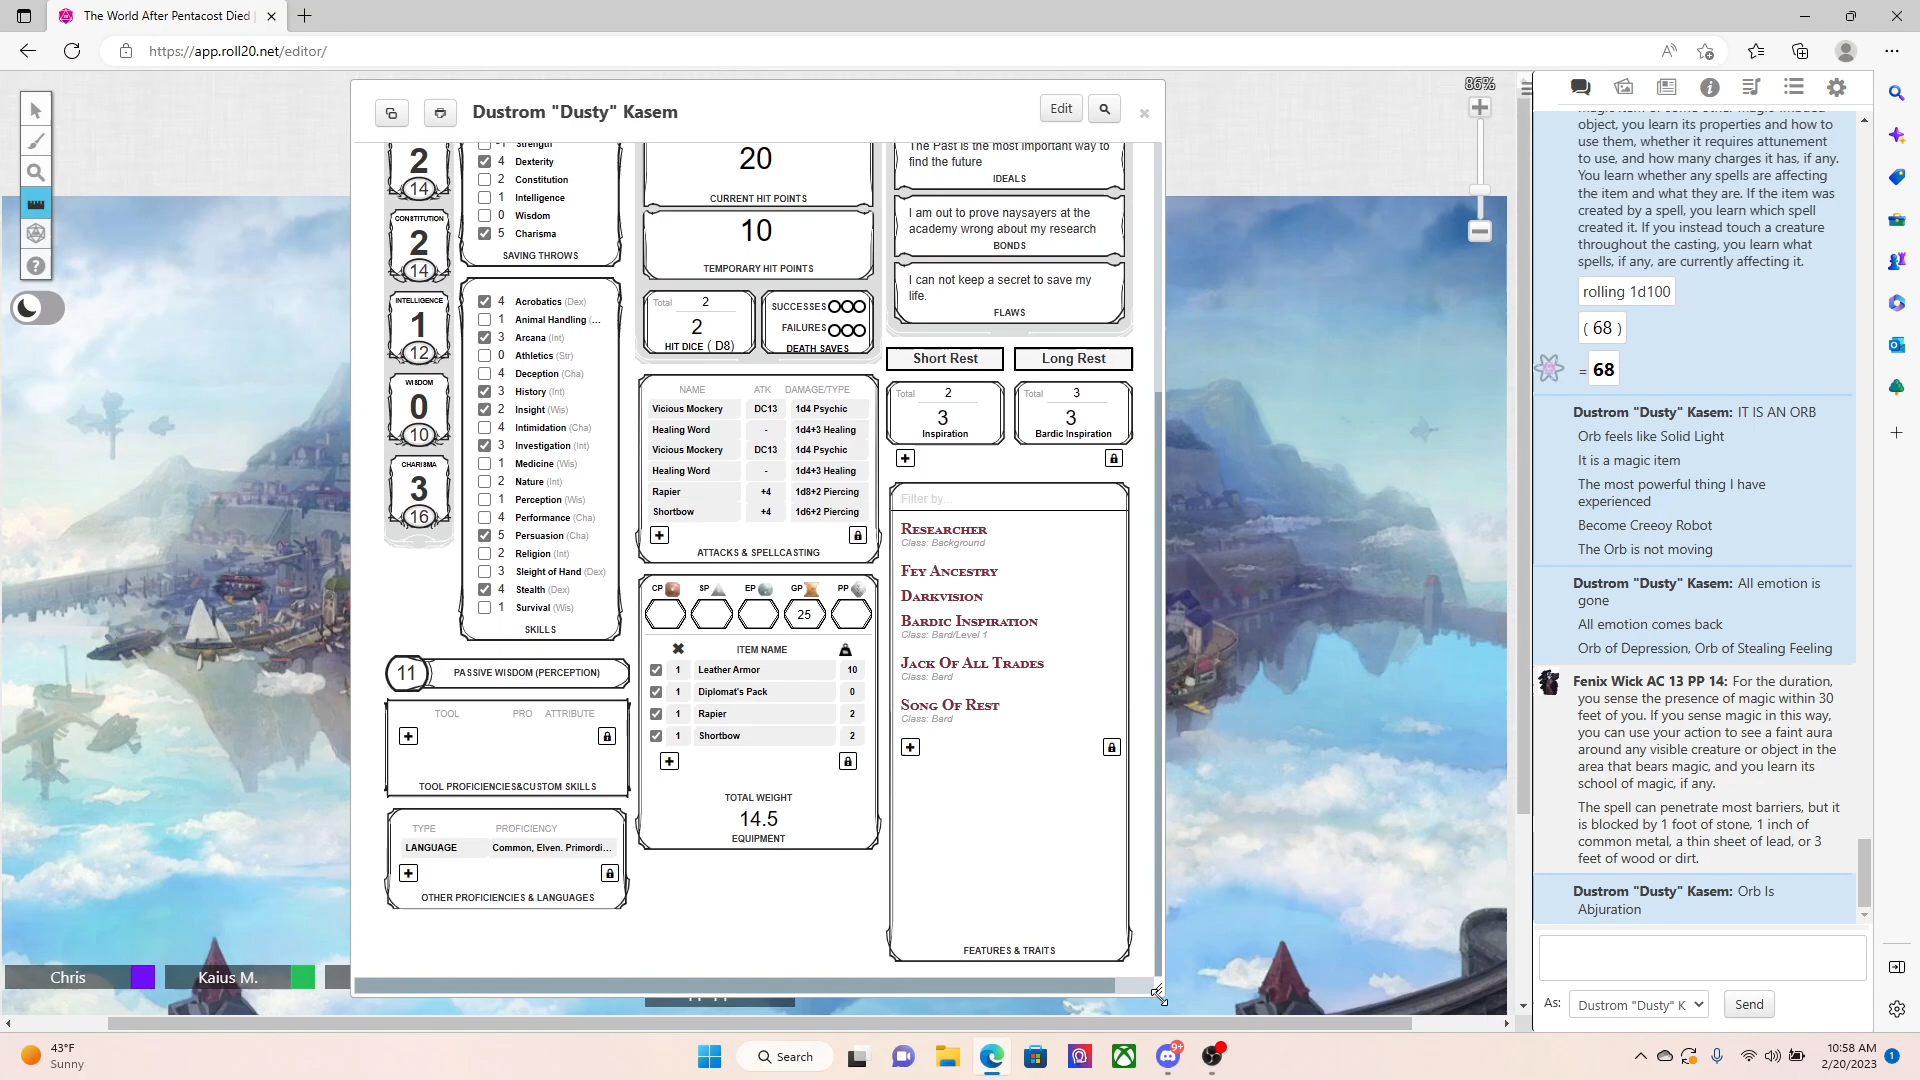 The World After Pentacost Died |
https://app.roll20.net/editor/
Dustrom "Dusty" Kasem
Edit
86%
2
14
CONSTITUTION
2
14
INTELLIGENCE
1
12
WISDOM
0
10
CHARISMA
3
16
-1 Strength
4 Dexterity
2 Constitution
1 Intelligence
0 Wisdom
5 Charisma
SAVING THROWS
4 Acrobatics (Dex)
1 Animal Handling (...
3 Arcana (Int)
0 Athletics (Str)
4 Deception (Cha)
3 History (Int)
2 Insight (Wis)
4 Intimidation (Cha)
3 Investigation (Int)
1 Medicine (Wis)
2 Nature (Int)
1 Perception (Wis)
4 Performance (Cha)
5 Persuasion (Cha)
2 Religion (Int)
3 Sleight of Hand (Dex)
4 Stealth (Dex)
1 Survival (Wis)
SKILLS
11 PASSIVE WISDOM (PERCEPTION)
TOOL PRO ATTRIBUTE
TOOL PROFICIENCIES&CUSTOM SKILLS
TYPE PROFICIENCY
LANGUAGE Common, Elven. Primordi...
OTHER PROFICIENCIES & LANGUAGES
20
CURRENT HIT POINTS
10
TEMPORARY HIT POINTS
Total 2
2
HIT DICE ( D8)
SUCCESSES
FAILURES
DEATH SAVES
NAME ATK DAMAGE/TYPE
Vicious Mockery DC13 1d4 Psychic
Healing Word - 1d4+3 Healing
Vicious Mockery DC13 1d4 Psychic
Healing Word - 1d4+3 Healing
Rapier +4 1d8+2 Piercing
Shortbow +4 1d6+2 Piercing
ATTACKS & SPELLCASTING
CP SP EP GP PP
25
ITEM NAME
1 Leather Armor 10
1 Diplomat's Pack 0
1 Rapier 2
1 Shortbow 2
TOTAL WEIGHT
14.5
EQUIPMENT
The Past is the most important way to
find the future
IDEALS
I am out to prove naysayers at the
academy wrong about my research
BONDS
I can not keep a secret to save my
life.
FLAWS
Short Rest Long Rest
Total 2
3
Inspiration
Total 3
3
Bardic Inspiration
Filter by...
RESEARCHER
Class: Background
FEY ANCESTRY
DARKVISION
BARDIC INSPIRATION
Class: Bard/Level 1
JACK OF ALL TRADES
Class: Bard
SONG OF REST
Class: Bard
FEATURES & TRAITS
Chris
Kaius M.
object, you learn its properties and how to
use them, whether it requires attunement
to use, and how many charges it has, if any.
You learn whether any spells are affecting
the item and what they are. If the item was
created by a spell, you learn which spell
created it. If you instead touch a creature
throughout the casting, you learn what
spells, if any, are currently affecting it.
rolling 1d100
( 68 )
= 68
Dustrom "Dusty" Kasem: IT IS AN ORB
Orb feels like Solid Light
It is a magic item
The most powerful thing I have
experienced
Become Creeoy Robot
The Orb is not moving
Dustrom "Dusty" Kasem: All emotion is
gone
All emotion comes back
Orb of Depression, Orb of Stealing Feeling
Fenix Wick AC 13 PP 14: For the duration,
you sense the presence of magic within 30
feet of you. If you sense magic in this way,
you can use your action to see a faint aura
around any visible creature or object in the
area that bears magic, and you learn its
school of magic, if any.
The spell can penetrate most barriers, but it
is blocked by 1 foot of stone, 1 inch of
common metal, a thin sheet of lead, or 3
feet of wood or dirt.
Dustrom "Dusty" Kasem: Orb Is
Abjuration
As: Dustrom "Dusty" K Send
43°F
Sunny
Search
9+
10:58 AM
2/20/2023
1